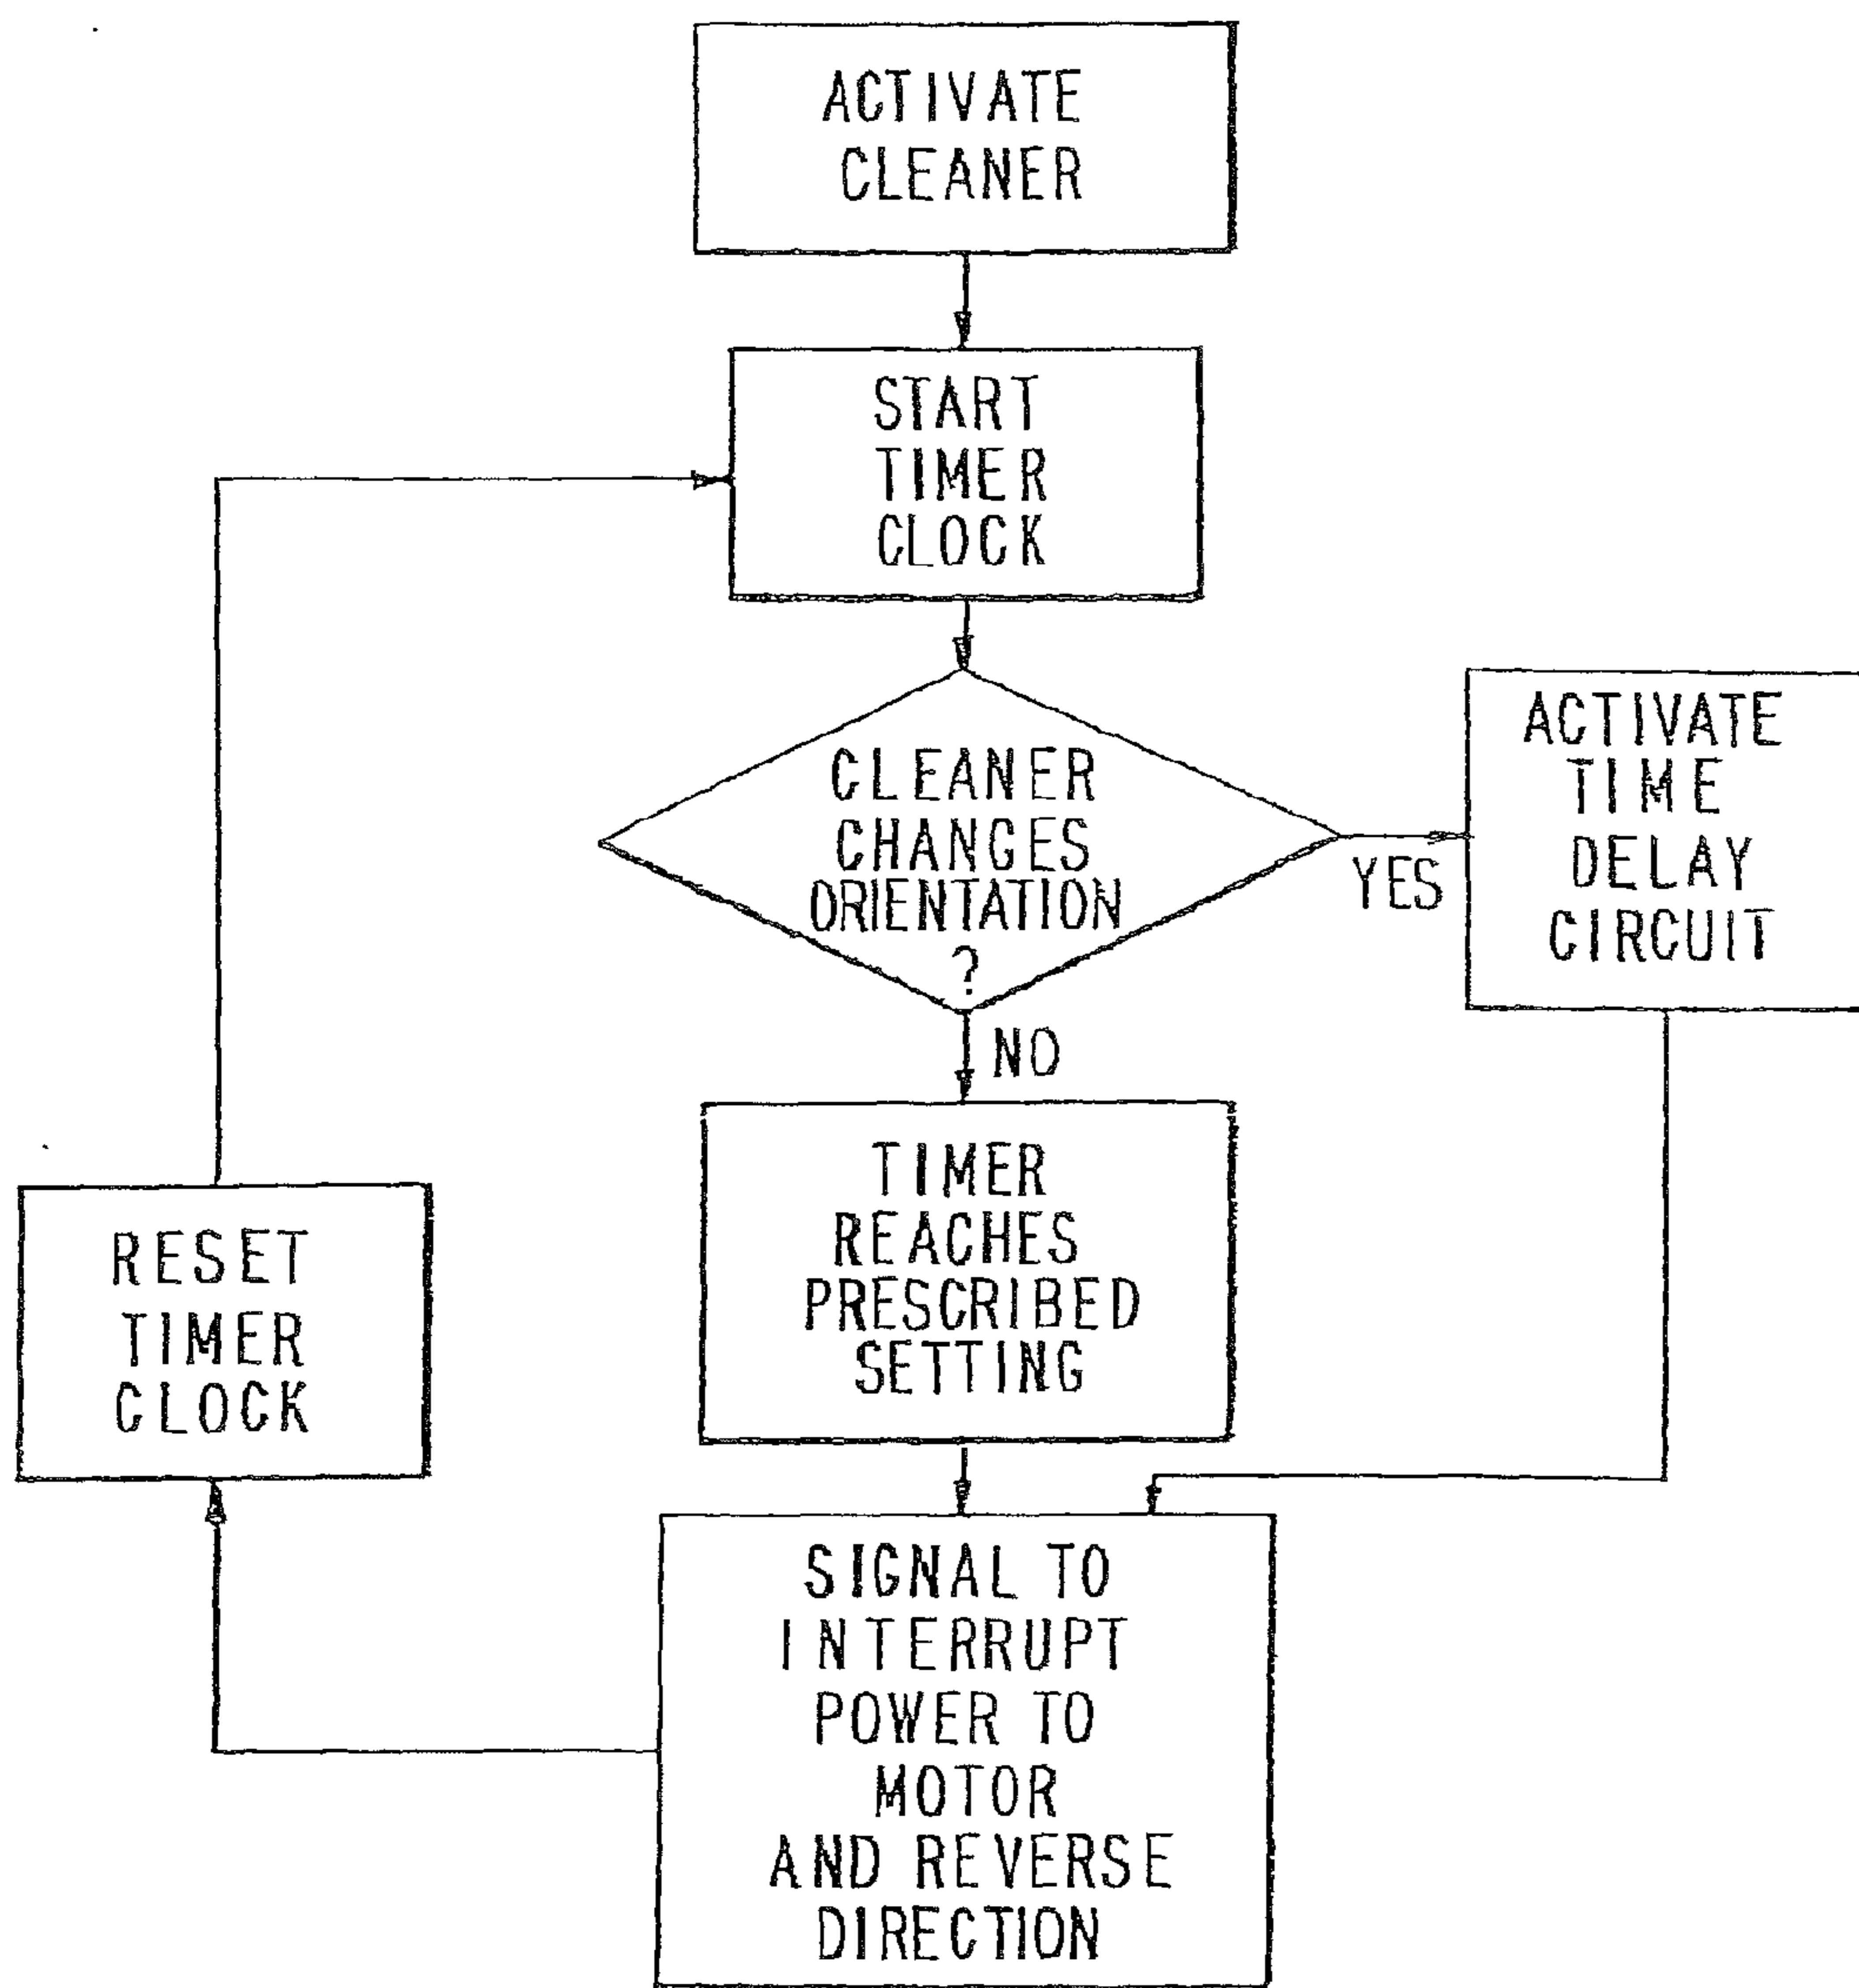 ACTIVATE
CLEANER
START
TIMER
CLOCK
CLEANER
CHANGES
ORIENTATION
?
YES
ACTIVATE
TIME
DELAY
CIRCUIT
NO
TIMER
REACHES
PRESCRIBED
SETTING
RESET
TIMER
CLOCK
SIGNAL TO
INTERRUPT
POWER TO
MOTOR
AND REVERSE
DIRECTION